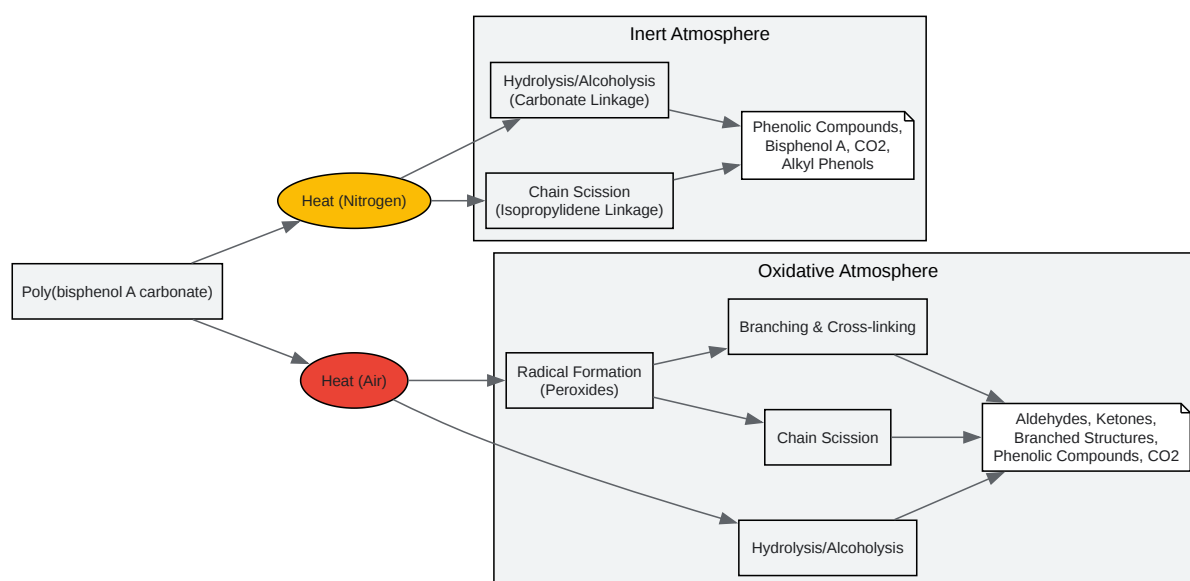 Inert Atmosphere
Hydrolysis/Alcoholysis
(Carbonate Linkage)
Phenolic Compounds,
Bisphenol A, CO2,
Alkyl Phenols
Heat (Nitrogen)
Chain Scission
(Isopropylidene Linkage)
Poly(bisphenol A carbonate)
Oxidative Atmosphere
Branching & Cross-linking
Heat (Air)
Radical Formation
(Peroxides)
Chain Scission
Aldehydes, Ketones,
Branched Structures,
Phenolic Compounds, CO2
Hydrolysis/Alcoholysis